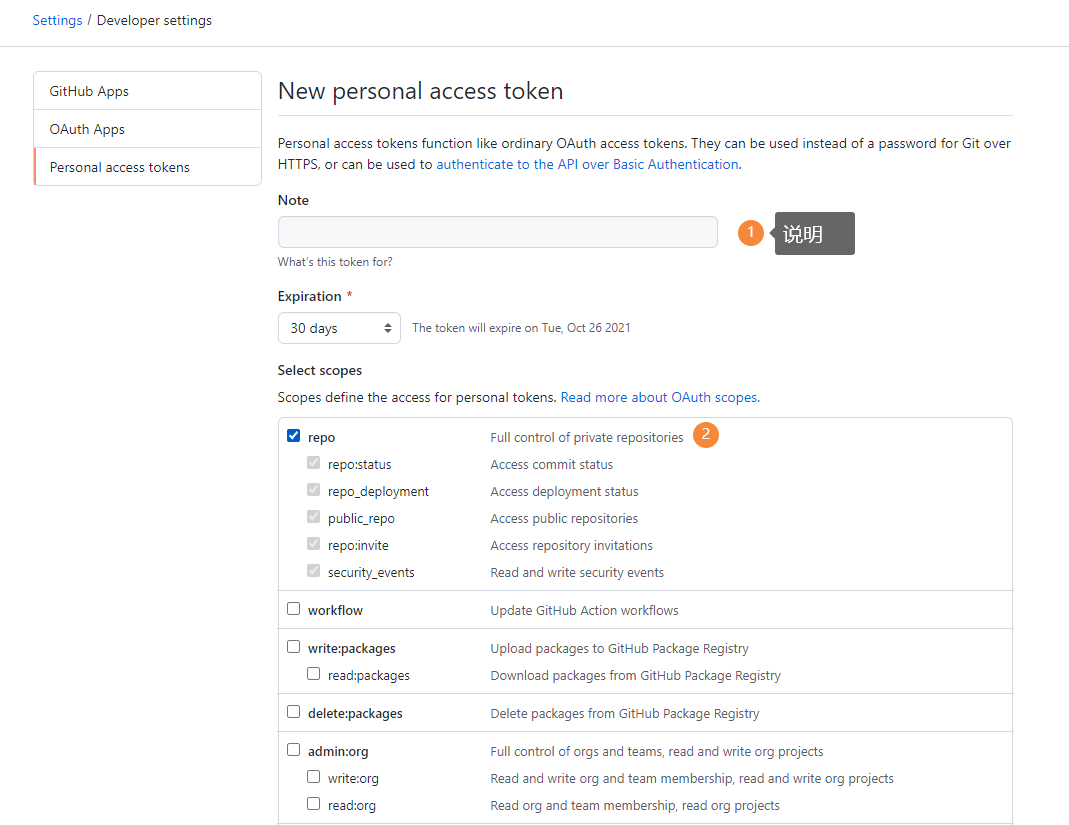 Settings / Developer settings
GitHub Apps
OAuth Apps
Personal access tokens
New personal access token
Personal access tokens function like ordinary OAuth access tokens. They can be used instead of a password for Git over
HTTPS, or can be used to authenticate to the API over Basic Authentication.
Note
1 说明
What's this token for?
Expiration *
30 days The token will expire on Tue, Oct 26 2021
Select scopes
Scopes define the access for personal tokens. Read more about OAuth scopes.
repo Full control of private repositories 2
repo:status Access commit status
repo_deployment Access deployment status
public_repo Access public repositories
repo:invite Access repository invitations
security_events Read and write security events
workflow Update GitHub Action workflows
write:packages Upload packages to GitHub Package Registry
read:packages Download packages from GitHub Package Registry
delete:packages Delete packages from GitHub Package Registry
admin:org Full control of orgs and teams, read and write org projects
write:org Read and write org and team membership, read and write org projects
read:org Read org and team membership, read org projects